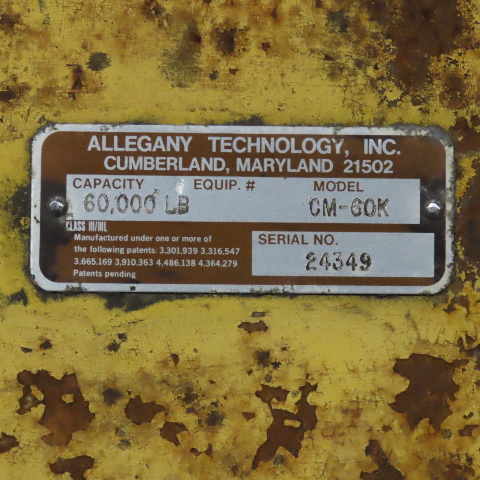 ALLEGANY TECHNOLOGY, INC.
CUMBERLAND, MARYLAND 21502
CAPACITY EQUIP. # MODEL
60,000 LB CM-60K
CLASS III/IIIL
Manufactured under one or more of
the following patents: 3,301,939 3,316,547
3,665,169 3,910,363 4,486,138 4,364,279
Patents pending
SERIAL NO.
24349